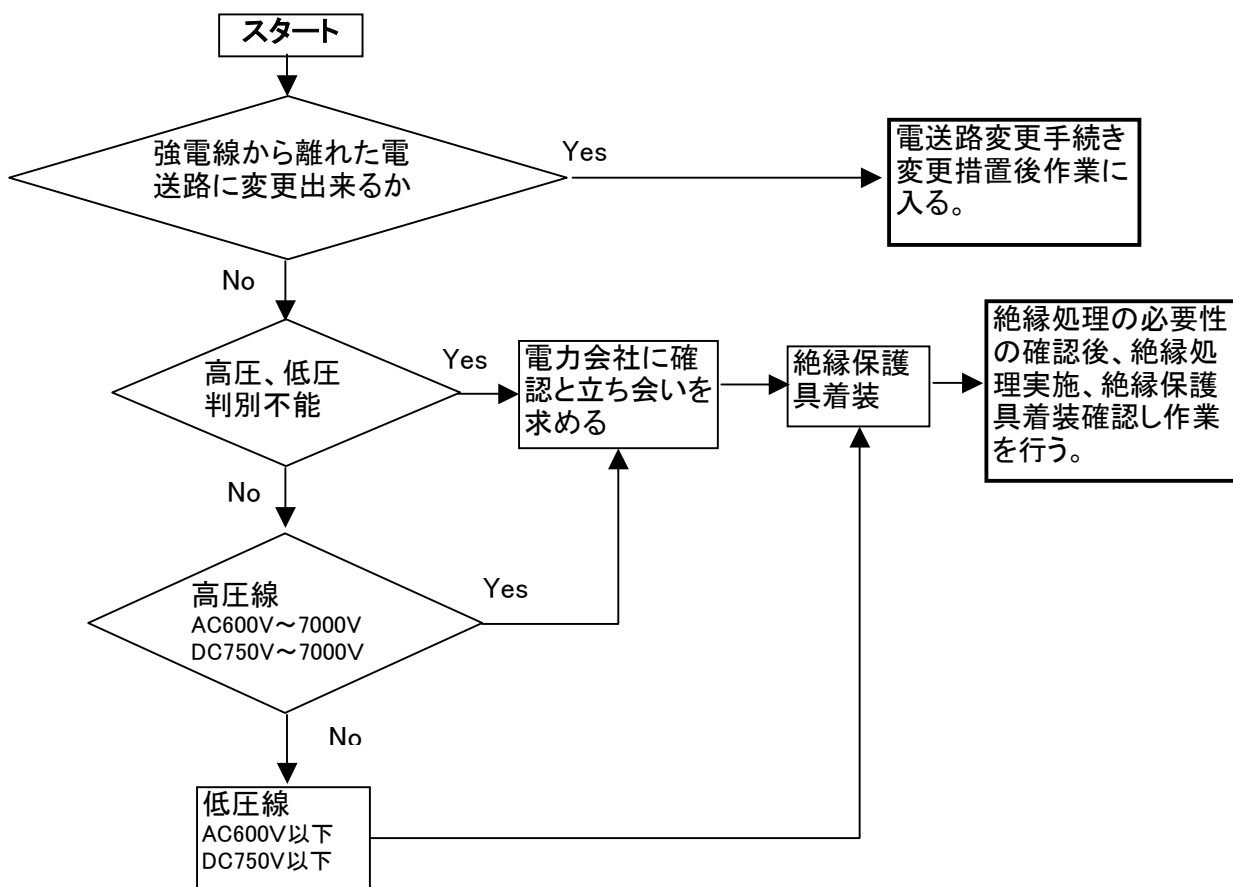 スタート
強電線から離れた電
送路に変更出来るか
Yes
電送路変更手続き
変更措置後作業に
入る。
No
高圧、低圧
判別不能
Yes
電力会社に確
認と立ち会いを
求める
絶縁保護
具着装
絶縁処理の必要性
の確認後、絶縁処
理実施、絶縁保護
具着装確認し作業
を行う。
No
高圧線
AC600V～7000V
DC750V～7000V
Yes
No
低圧線
AC600V以下
DC750V以下